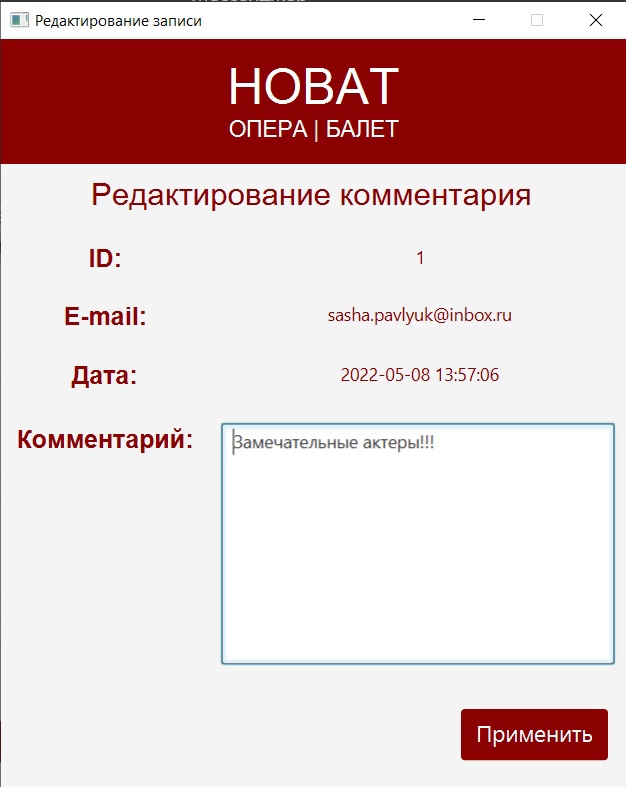 Редактирование записи
НОВАТ
ОПЕРА | БАЛЕТ
Редактирование комментария
ID: 1
E-mail: sasha.pavlyuk@inbox.ru
Дата: 2022-05-08 13:57:06
Комментарий: Замечательные актеры!!!
Применить